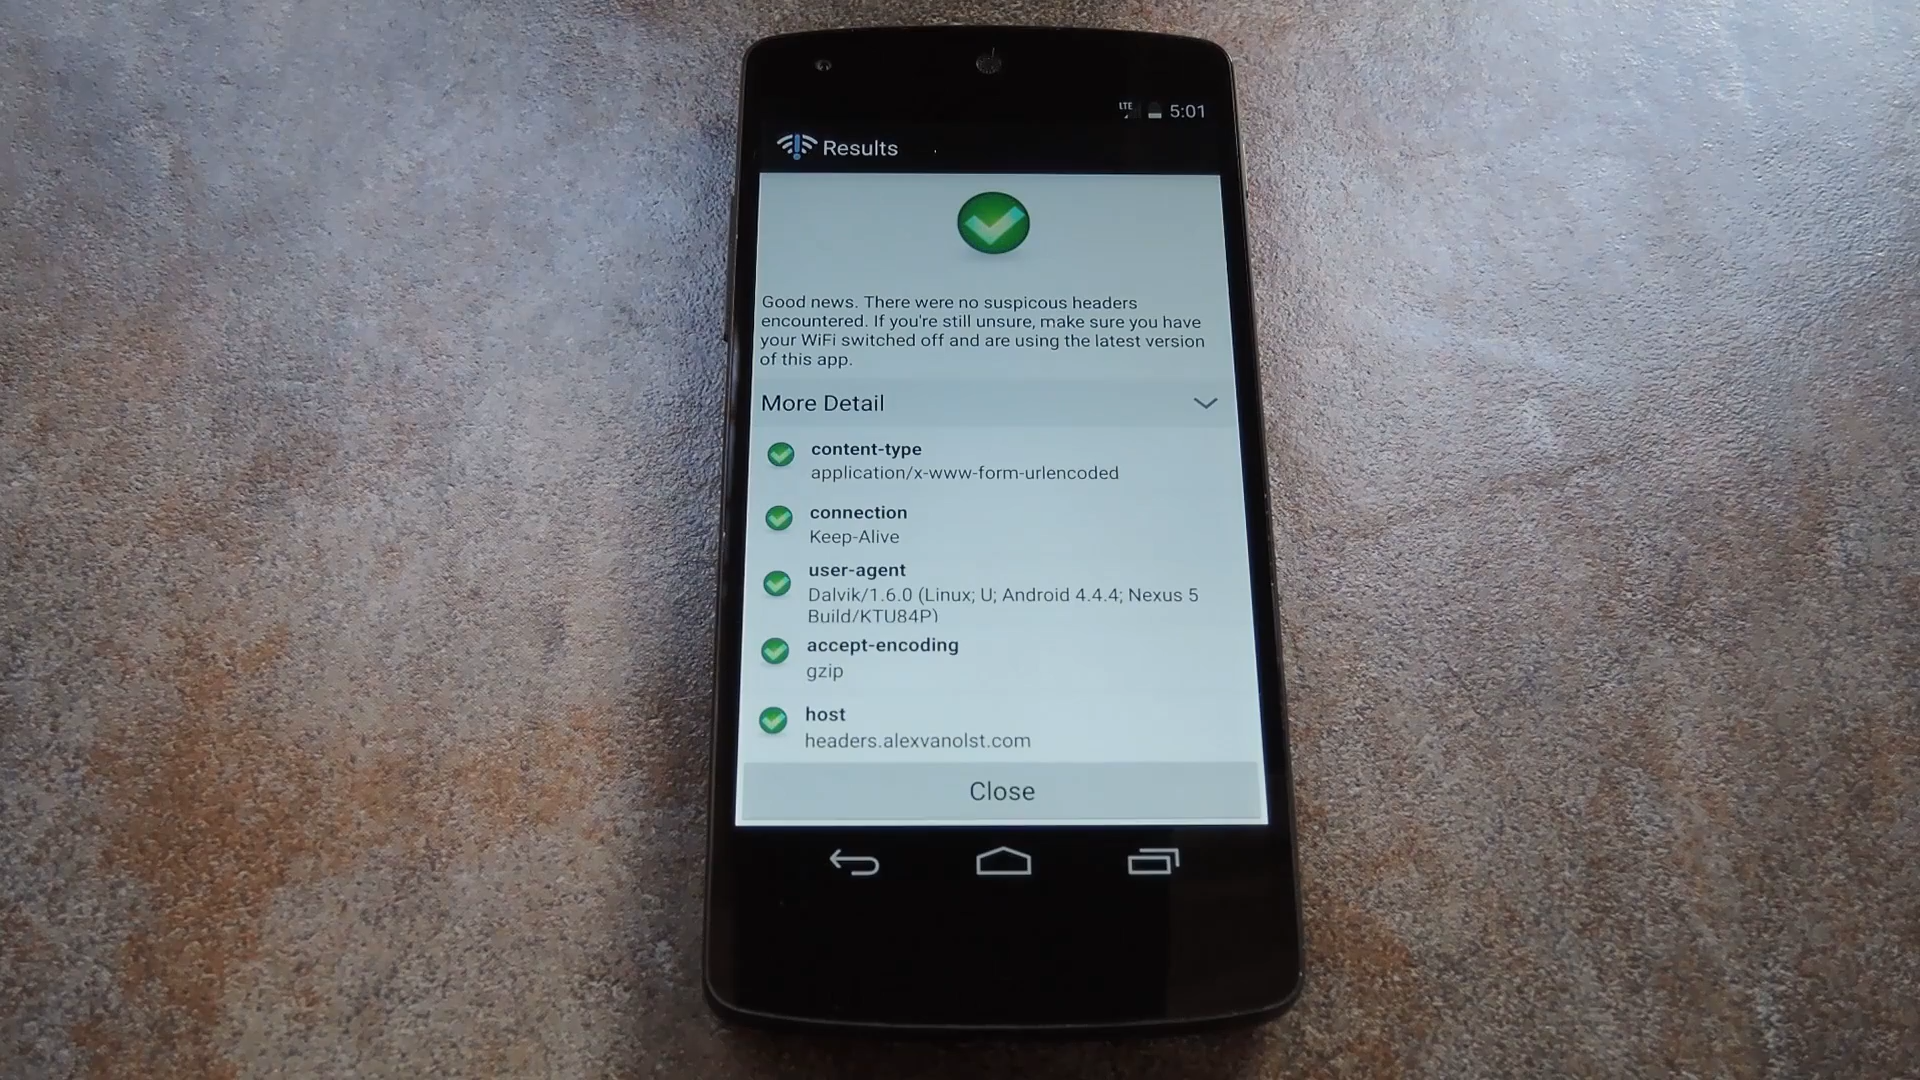 LTE 5:01
Results
Good news. There were no suspicous headers
encountered. If you're still unsure, make sure you have
your WiFi switched off and are using the latest version
of this app.
More Detail
content-type
application/x-www-form-urlencoded
connection
Keep-Alive
user-agent
Dalvik/1.6.0 (Linux; U; Android 4.4.4; Nexus 5
Build/KTU84P)
accept-encoding
gzip
host
headers.alexvanolst.com
Close